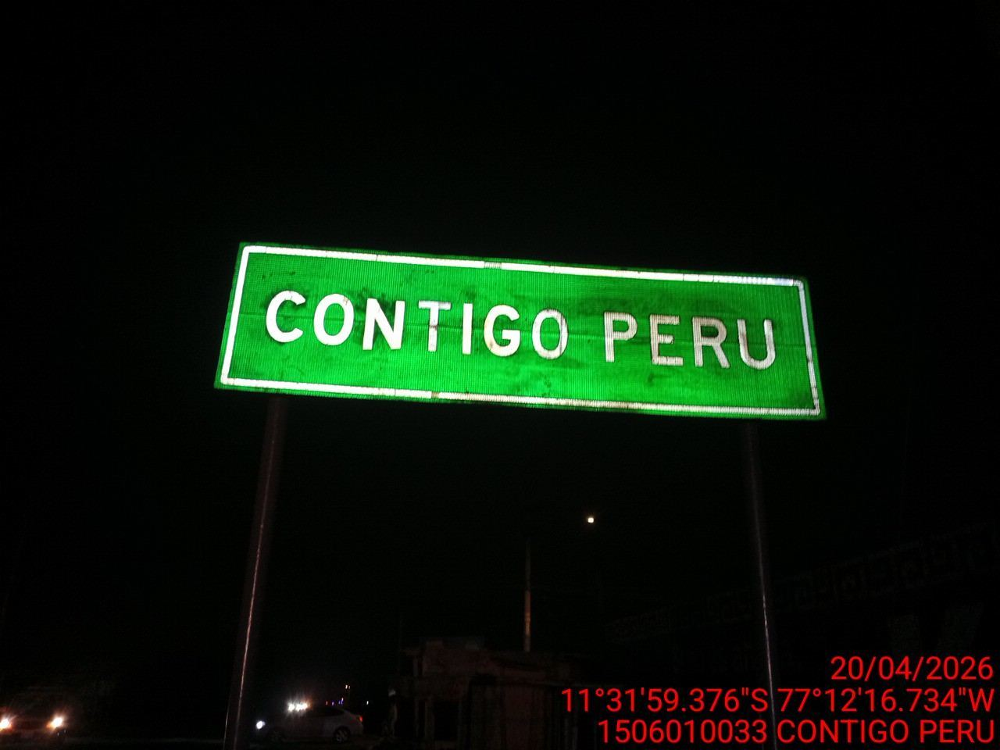 CONTIGO PERU
20/04/2026
11°31'59.376"S 77°12'16.734"W
1506010033 CONTIGO PERU